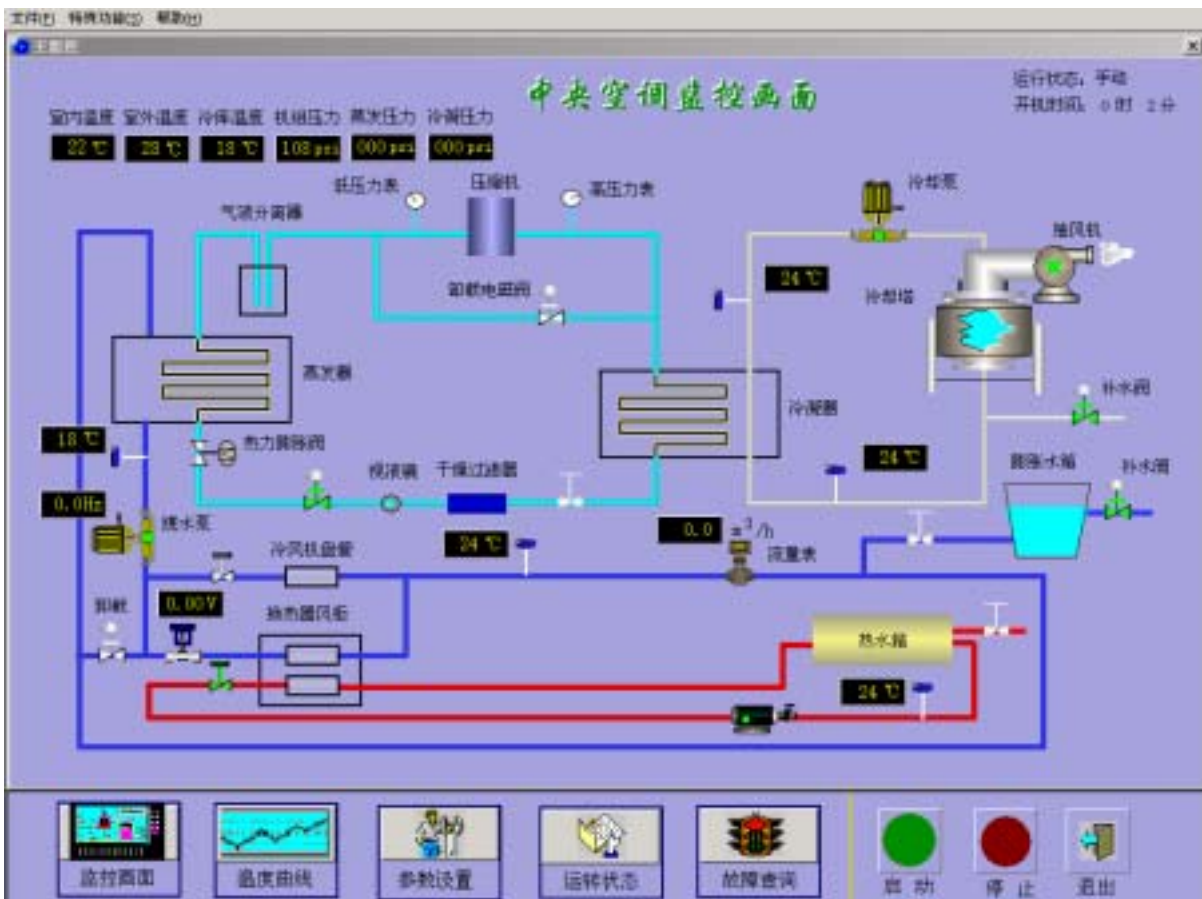 文件(F) 特殊功能(S) 帮助(H)
主画面
中央空调监控画面
运行状态: 手动
开机时间: 0 时 2 分
室内温度 室外温度 冷库温度 机组压力 蒸发压力 冷凝压力
22 ℃ 28 ℃ 18 ℃ 108 psi 000 psi 000 psi
低压力表
压缩机
高压力表
冷却泵
气液分离器
抽风机
24 ℃
卸载电磁阀
冷却塔
蒸发器
冷凝器
补水阀
18 ℃
热力膨胀阀
24 ℃
视液镜
干燥过滤器
膨胀水箱
补水阀
0.0Hz
0.0 m³/h
24 ℃
冷风机盘管
流量表
卸载
0.00V
换热器风柜
热水箱
24 ℃
监控画面
温度曲线
参数设置
运转状态
故障查询
启 动
停 止
退出